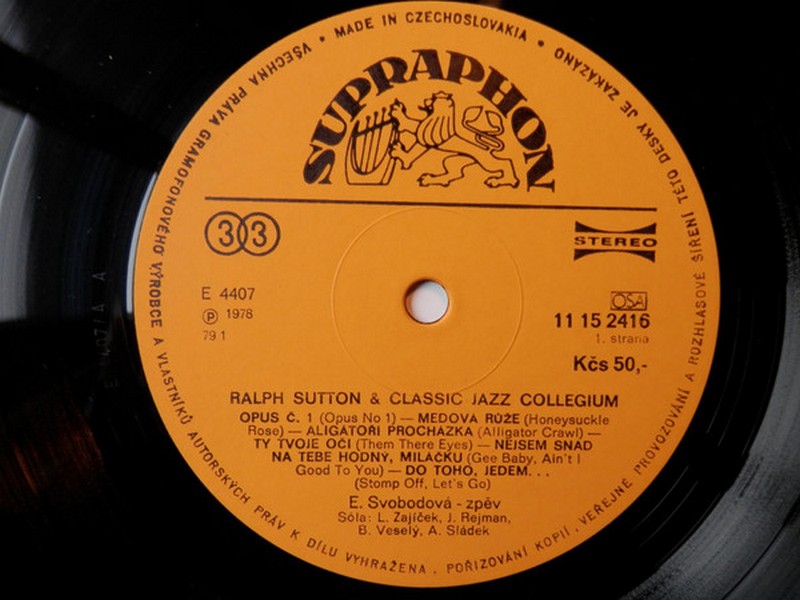 VŠECHNA PRÁVA GRAMOFONOVÉHO VÝROBCE A VLASTNÍKŮ AUTORSKÝCH PRÁV K DÍLU VYHRAŽENA . POŘIZOVÁNÍ KOPIÍ , VEŘEJNÉ PROVOZOVÁNÍ A ROZHLASOVÉ ŠÍŘENÍ TÉTO DESKY JE ZAKÁZÁNO
• MADE IN CZECHOSLOVAKIA •
SUPRAPHON
33
STEREO
E 4407
Ⓟ 1978
79 1
OSA
11 15 2416
1. strana
Kčs 50,-
RALPH SUTTON & CLASSIC JAZZ COLLEGIUM
OPUS Č. 1 (Opus No 1) — MEDOVÁ RŮŽE (Honeysuckle
Rose) — ALIGÁTOŘÍ PROCHÁZKA (Alligator Crawl) —
TY TVOJE OČI (Them There Eyes) — NEJSEM SNAD
NA TEBE HODNÝ, MILÁČKU (Gee Baby, Ain't I
Good To You) — DO TOHO, JEDEM. . .
(Stomp Off, Let's Go)
E. Svobodová - zpěv
Sóla: L. Zajíček, J. Rejman,
B. Veselý, A. Sládek
E 4407/A A